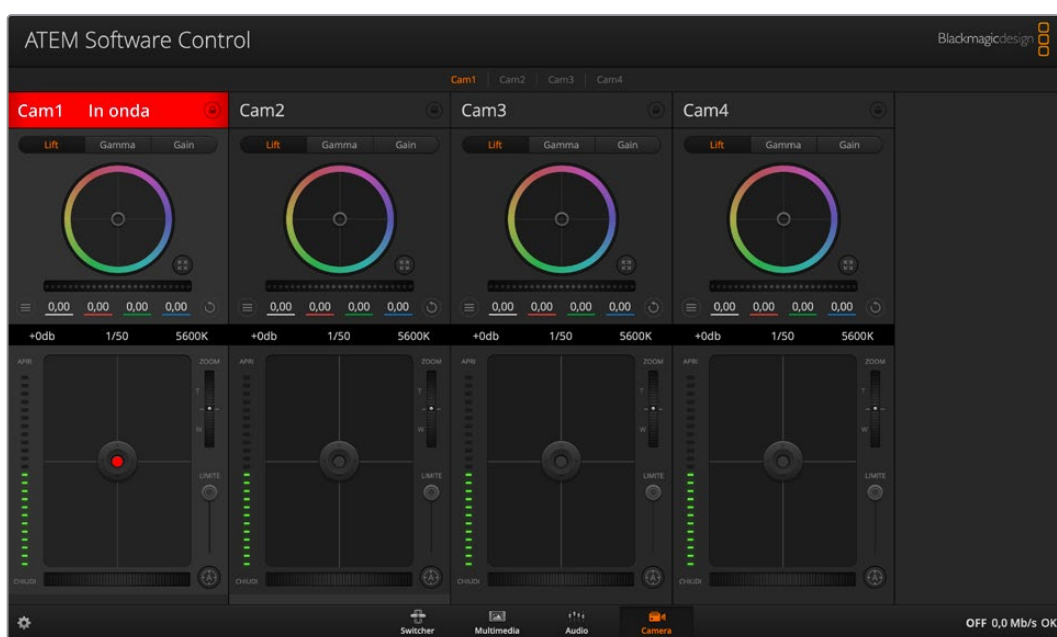 ATEM Software Control
Blackmagicdesign
Cam1 Cam2 Cam3 Cam4
Cam1 In onda Cam2 Cam3 Cam4
Lift Gamma Gain Lift Gamma Gain Lift Gamma Gain Lift Gamma Gain
0,00 0,00 0,00 0,00 0,00 0,00 0,00 0,00 0,00 0,00 0,00 0,00 0,00 0,00 0,00 0,00
+0db 1/50 5600K +0db 1/50 5600K +0db 1/50 5600K +0db 1/50 5600K
APRI ZOOM APRI ZOOM APRI ZOOM APRI ZOOM
T T T T
W W W W
LIMITE LIMITE LIMITE LIMITE
CHIUDI A CHIUDI A CHIUDI A CHIUDI A
Switcher Multimedia Audio Camera
OFF 0,0 Mb/s OK